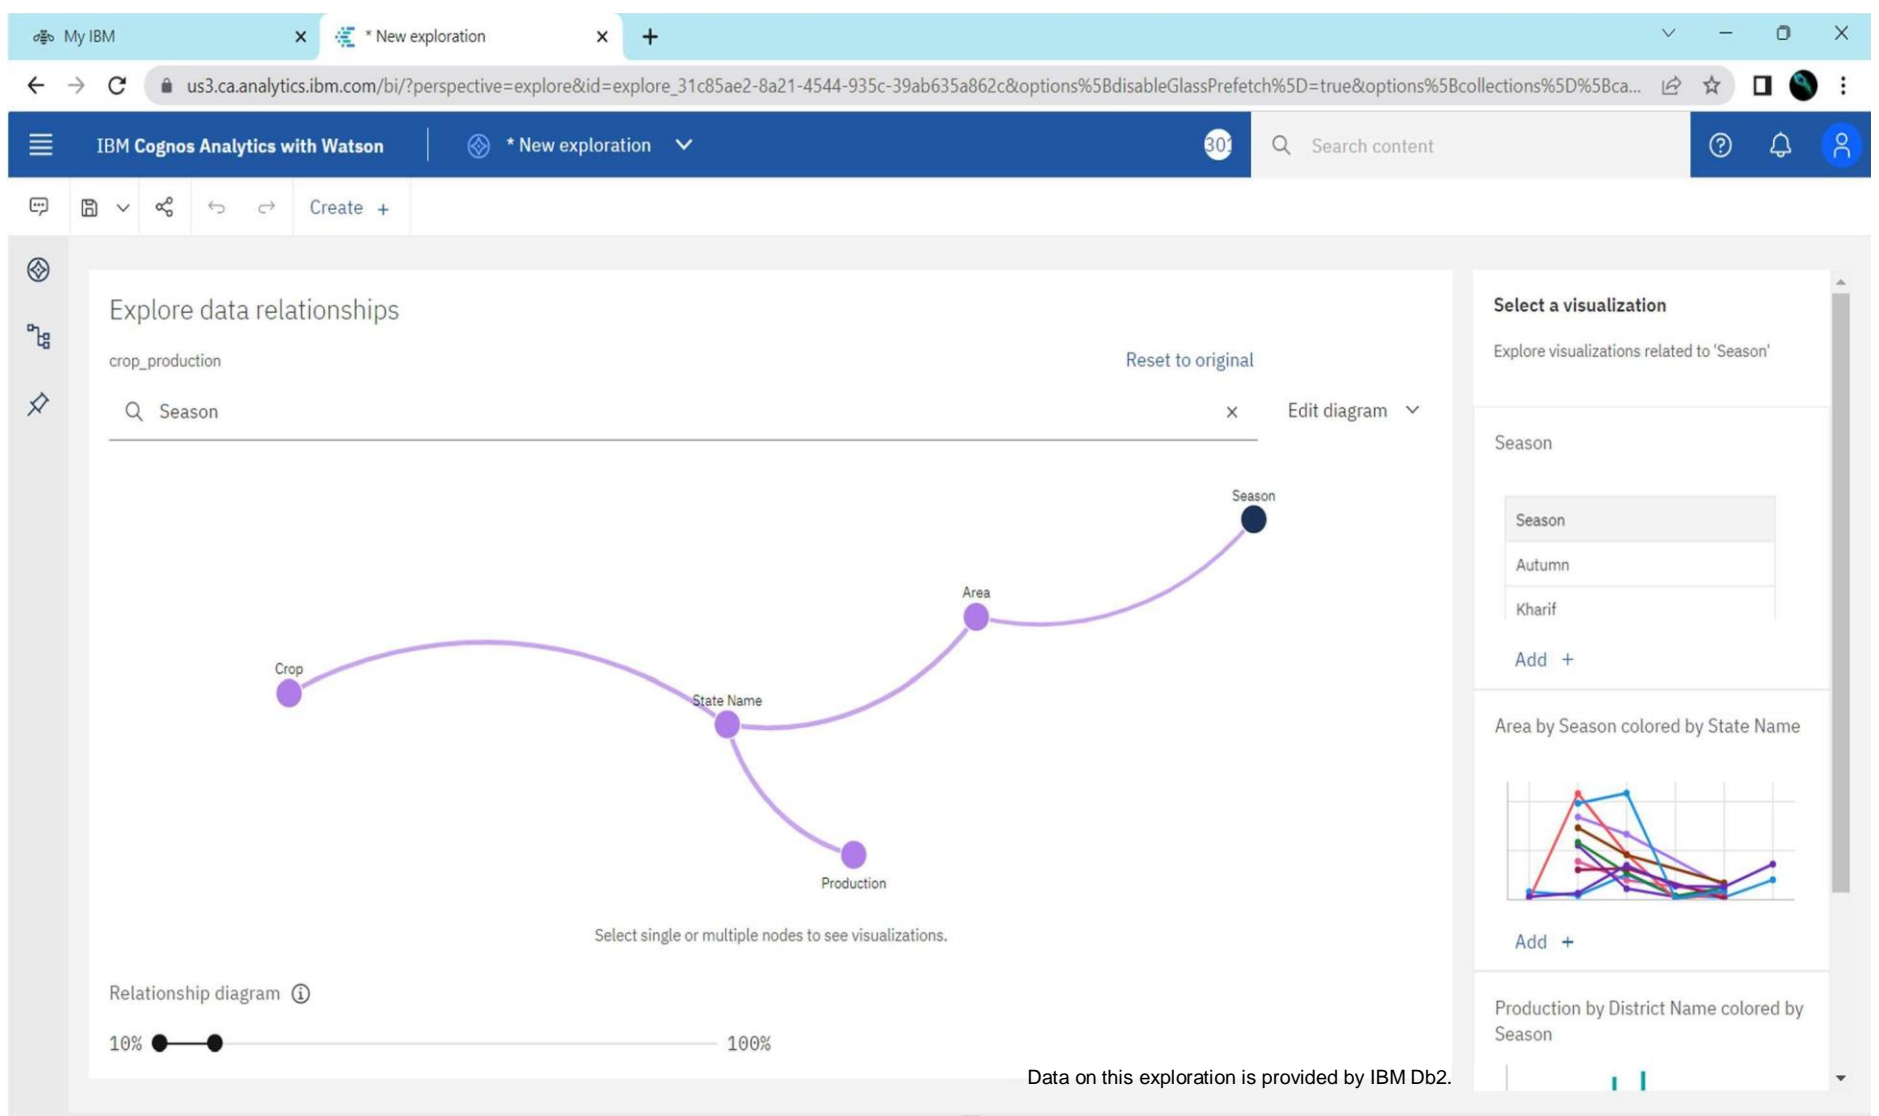 My IBM
* New exploration
us3.ca.analytics.ibm.com/bi/?perspective=explore&id=explore_31c85ae2-8a21-4544-935c-39ab635a862c&options%5BdisableGlassPrefetch%5D=true&options%5Bcollections%5D%5Bca...
IBM Cognos Analytics with Watson
* New exploration
301
Search content
Create +
Explore data relationships
crop_production
Reset to original
Season
Edit diagram
Season
Area
Crop
State Name
Production
Select single or multiple nodes to see visualizations.
Relationship diagram
10%
100%
Data on this exploration is provided by IBM Db2.
Select a visualization
Explore visualizations related to 'Season'
Season
Season
Autumn
Kharif
Add +
Area by Season colored by State Name
Add +
Production by District Name colored by
Season